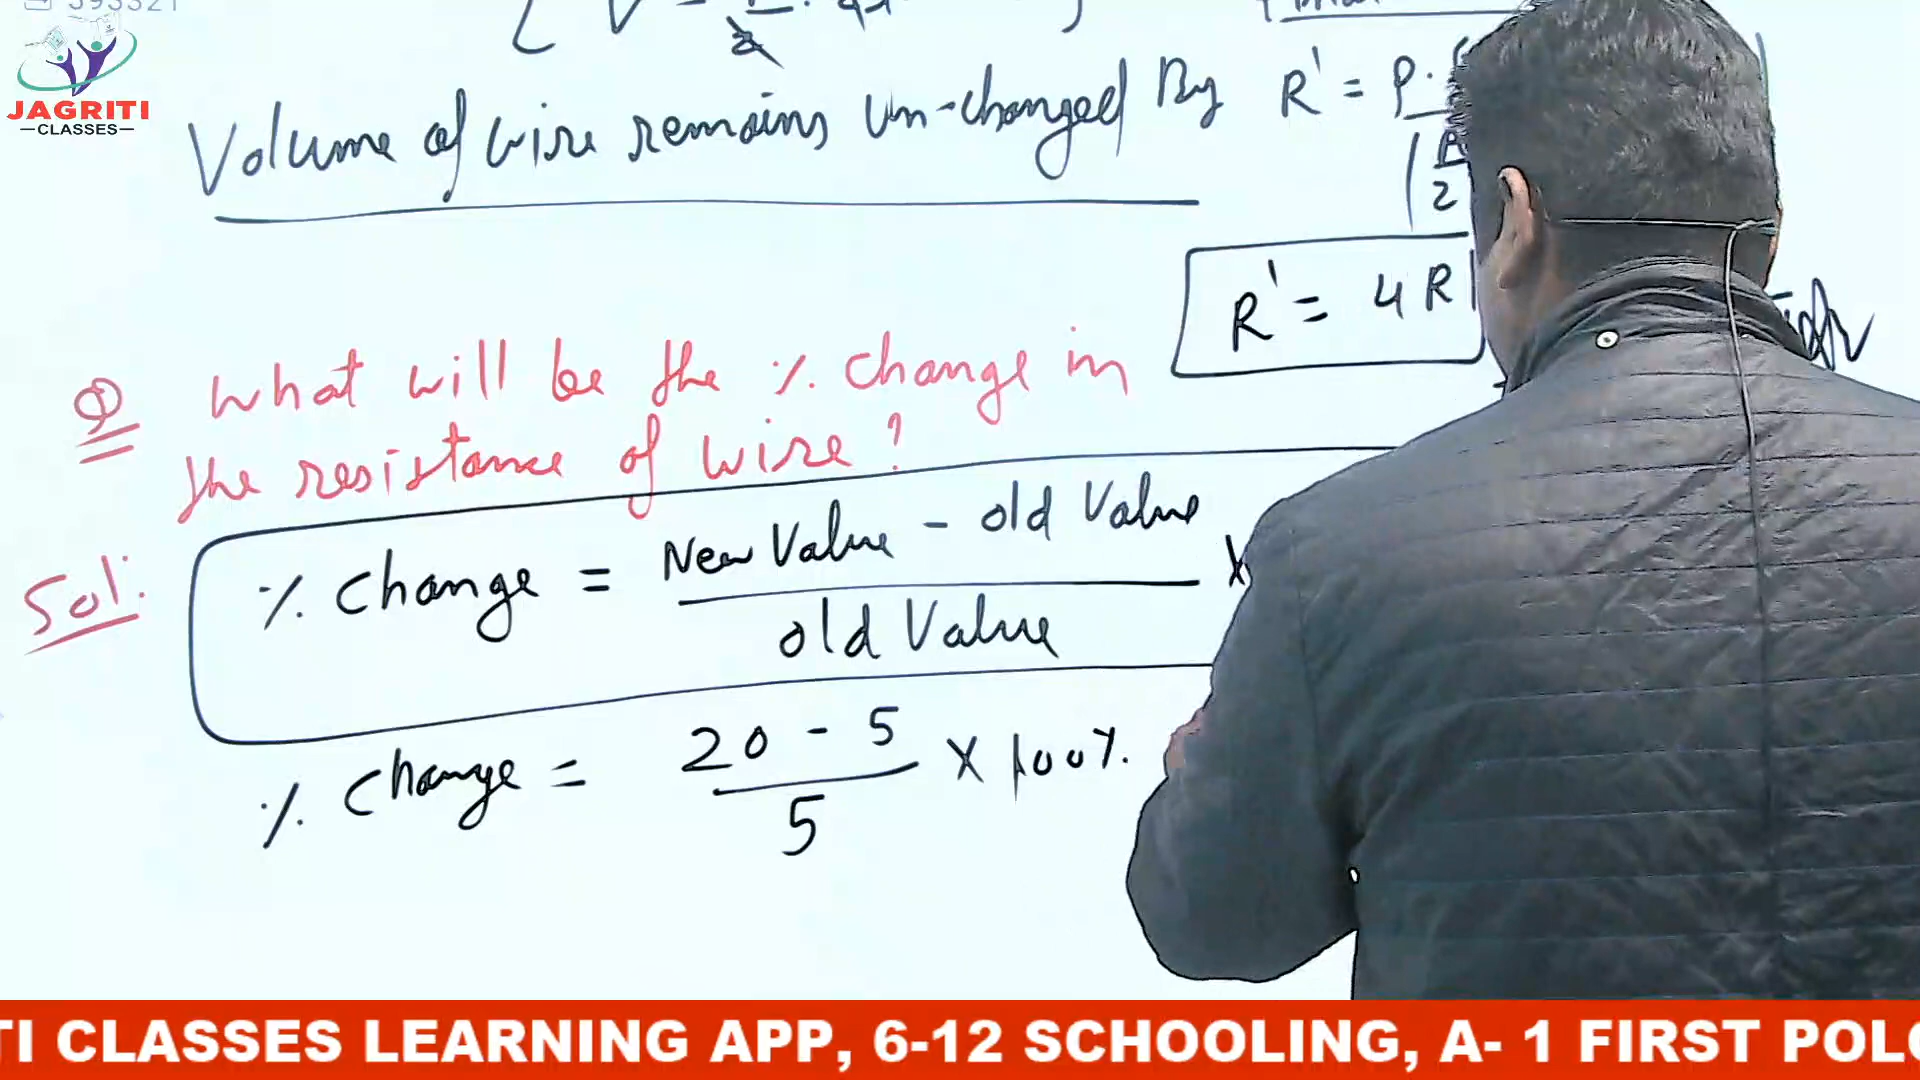 593321
JAGRITI
CLASSES
Volume of wire remains un-changed By
R' = ρ.
2
R' = 4R
Q What will be the % change in
the resistance of wire?
Sol:
% Change = New Value - old Value
old Value
×
% Change = 20 - 5 × 100%.
5
TI CLASSES LEARNING APP, 6-12 SCHOOLING, A- 1 FIRST POL